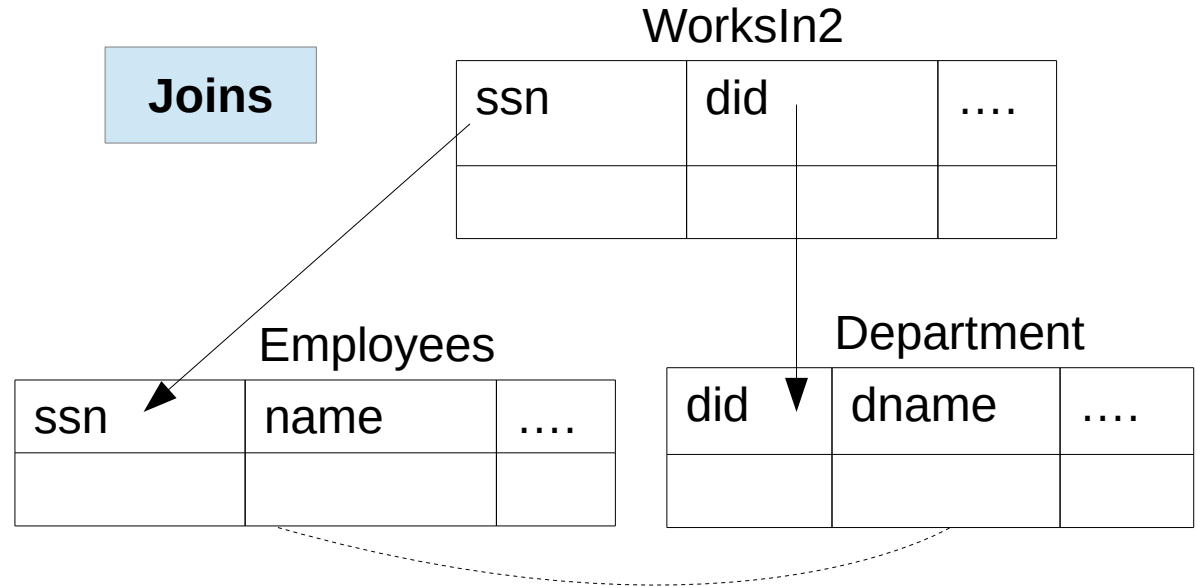 WorksIn2
Joins
ssn did ....
Employees
Department
ssn name ....
did dname ....